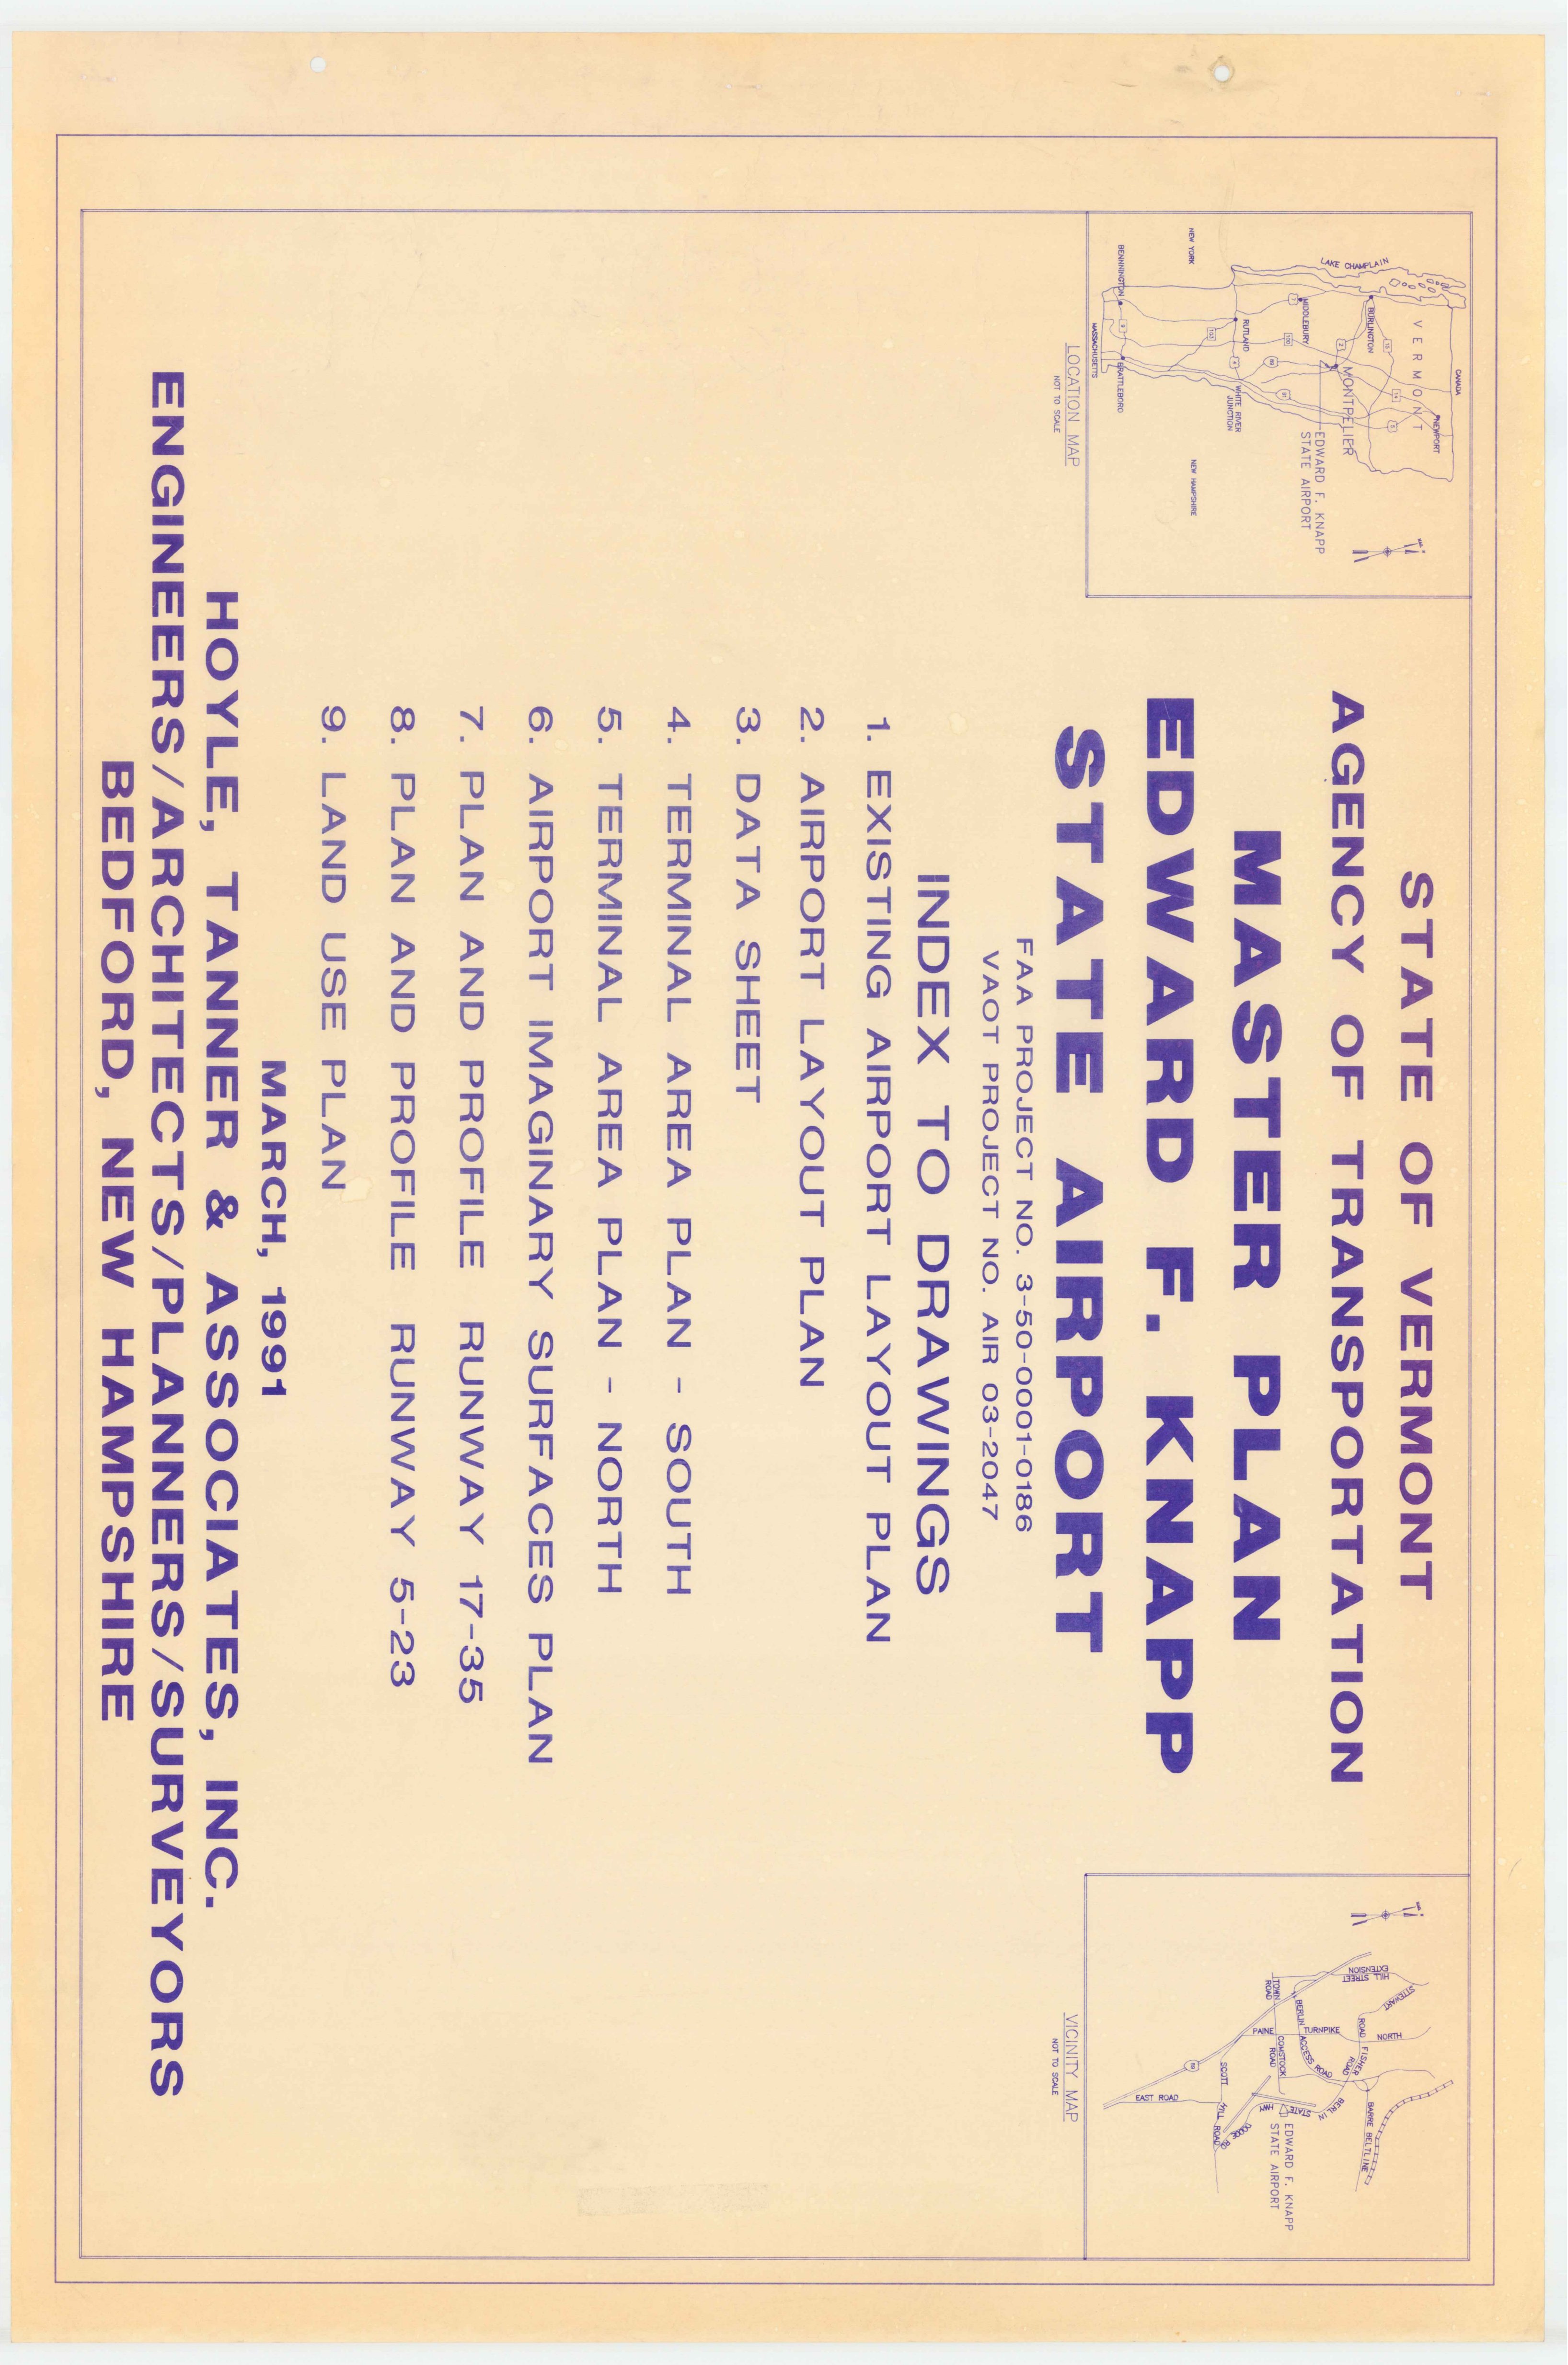 STATE OF VERMONT
AGENCY OF TRANSPORTATION
MASTER PLAN
EDWARD F. KNAPP
STATE AIRPORT
FAA PROJECT NO. 3-50-0001-0186
VAOT PROJECT NO. AIR 03-2047
INDEX TO DRAWINGS
1. EXISTING AIRPORT LAYOUT PLAN
2. AIRPORT LAYOUT PLAN
3. DATA SHEET
4. TERMINAL AREA PLAN - SOUTH
5. TERMINAL AREA PLAN - NORTH
6. AIRPORT IMAGINARY SURFACES PLAN
7. PLAN AND PROFILE RUNWAY 17-35
8. PLAN AND PROFILE RUNWAY 5-23
9. LAND USE PLAN
MARCH, 1991
HOYLE, TANNER & ASSOCIATES, INC.
ENGINEERS/ARCHITECTS/PLANNERS/SURVEYORS
BEDFORD, NEW HAMPSHIRE
CANADA
VERMONT
NEWPORT
LAKE CHAMPLAIN
BURLINGTON
MONTPELIER
EDWARD F. KNAPP
STATE AIRPORT
MIDDLEBURY
RUTLAND
WHITE RIVER
JUNCTION
NEW YORK
NEW HAMPSHIRE
BENNNINGTON
BRATTLEBORO
MASSACHUSETTS
LOCATION MAP
NOT TO SCALE
HILL STREET
EXTENSION
STEWART
ROAD
NORTH
FISHER
ROAD
BARRE BELTLINE
BERLIN
STATE
HWY
TURNPIKE
PAINE
BERLIN
ACCESS ROAD
TOWN
ROAD
COMSTOCK
ROAD
EDWARD F. KNAPP
STATE AIRPORT
SCOTT
HILL
ROAD
DODGE
RD
89
EAST ROAD
VICINITY MAP
NOT TO SCALE